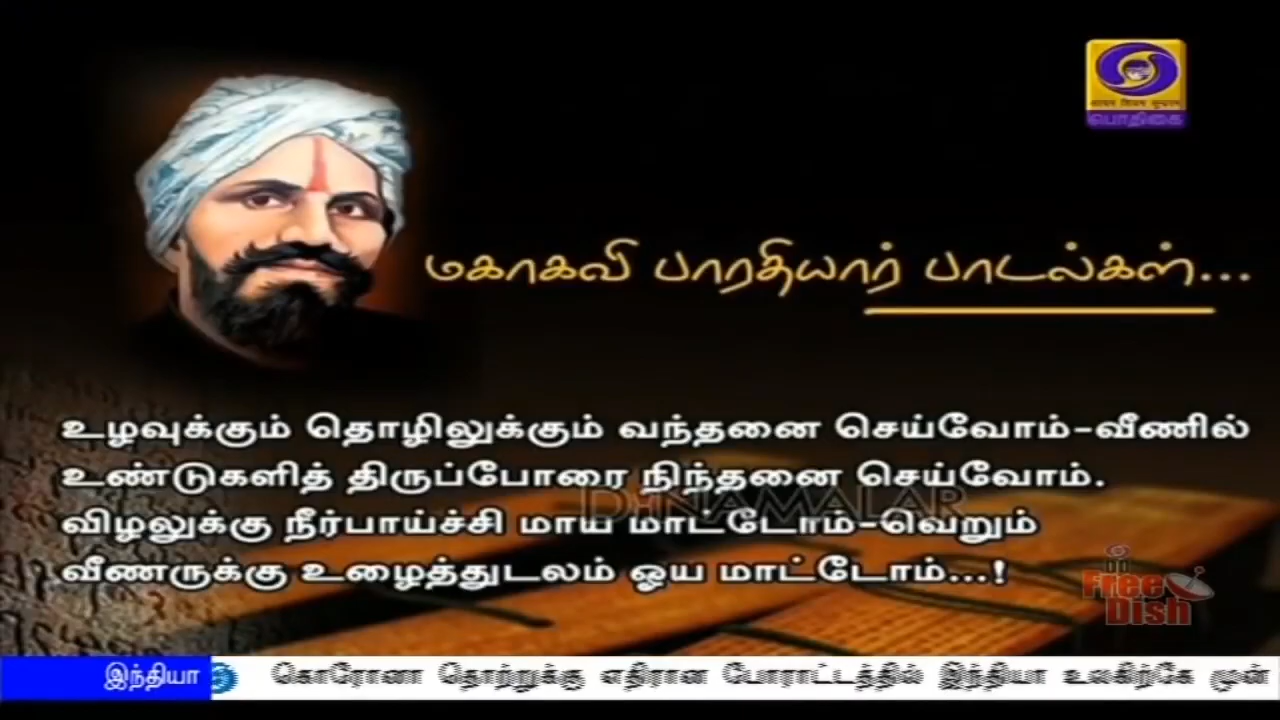 பொதிகை
மகாகவி பாரதியார் பாடல்கள்...
உழவுக்கும் தொழிலுக்கும் வந்தனை செய்வோம்-வீணில்
உண்டுகளித் திருப்போரை நிந்தனை செய்வோம்.
DINAMALAR
விழலுக்கு நீர்பாய்ச்சி மாய மாட்டோம்-வெறும்
வீணருக்கு உழைத்துடலம் ஓய மாட்டோம்...!
DD
Free
Dish
இந்தியா கொரோனா தொற்றுக்கு எதிரான போராட்டத்தில் இந்தியா உலகிற்கே முன்